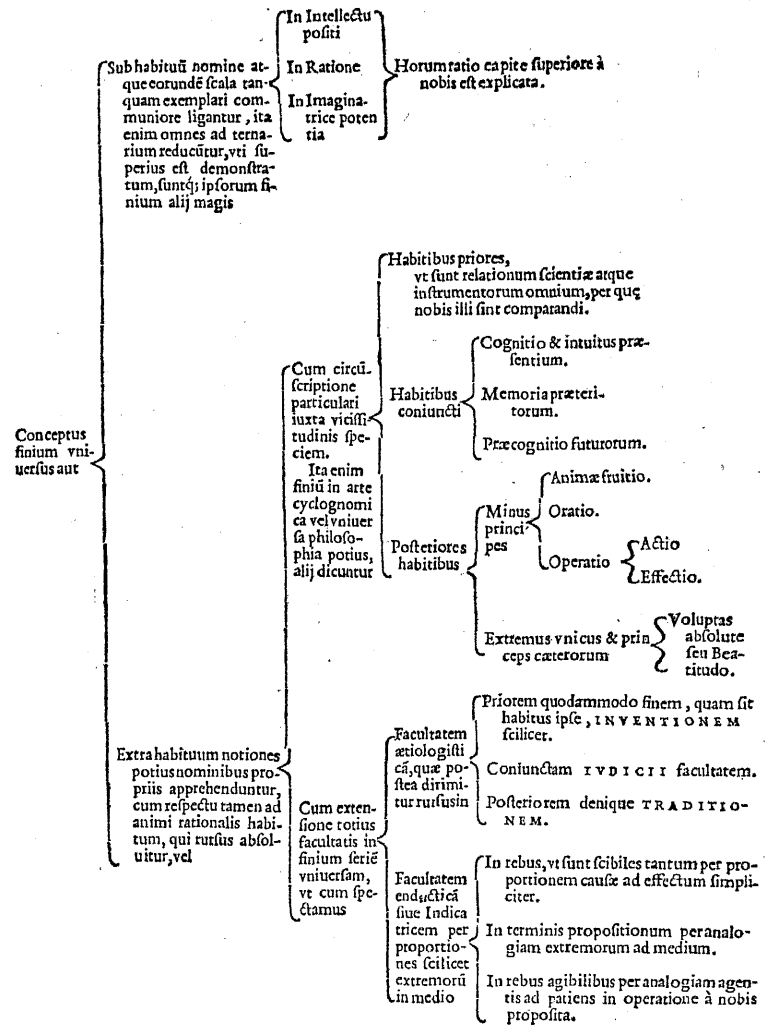 Conceptus
finium vni-
uersus aut
Sub habituũ nomine at-
que eorundẽ ſcala tan-
quam exemplari com-
muniore ligantur, ita
enim omnes ad terna-
rium reducũtur, vti ſu-
perius eſt demonſtra-
tum, ſuntq́; ipſorum fi-
nium alij magis
In Intellectu
poſiti
In Ratione
In Imagina-
trice poten
tia
Horum ratio capite ſuperiore à
nobis eſt explicata.
Extra habituum notiones
potius nominibus pro-
priis apprehenduntur,
cum reſpectu tamen ad
animi rationalis habi-
tum, qui rurſus abſol-
uitur, vel
Cum circũ-
ſcriptione
particulari
iuxta viciſſi-
tudinis ſpe-
ciem.
Ita enim
finiũ in arte
cyclognomi
ca vel vniuer
ſa philoſo-
phia potius,
alij dicuntur
Habitibus priores,
vt ſunt relationum ſcientiæ atque
inſtrumentorum omnium, per quę
nobis illi ſint comparandi.
Habitibus
coniuncti
Cognitio & intuitus præ-
ſentium.
Memoria præteri-
torum.
Præcognitio futurorum.
Poſteriores
habitibus
Minus
princi-
pes
Animæ fruitio.
Oratio.
Operatio
Actio
Effectio.
Extremus vnicus & prin
ceps cæterorum
Voluptas
abſolute
ſeu Bea-
titudo.
Cum exten-
ſione totius
facultatis in
finium ſeriẽ
vniuerſam,
vt cum ſpe-
ctamus
Facultatem
ætiologiſti
cã, quæ po-
ſtea dirimi-
tur rurſus in
Priorem quodammodo finem, quam ſit
habitus ipſe, INVENTIONEM
ſcilicet.
Coniunctam IVDICII facultatem.
Poſteriorem denique TRADITIO-
NEM.
Facultatem
endeicticã
ſiue Indica
tricem per
proportio-
nes ſcilicet
extremorũ
in medio
In rebus, vt ſunt ſcibiles tantum per pro-
portionem cauſæ ad effectum ſimpli-
citer.
In terminis propoſitionum per analo-
giam extremorum ad medium.
In rebus agibilibus per analogiam agen-
tis ad patiens in operatione à nobis
propoſita.